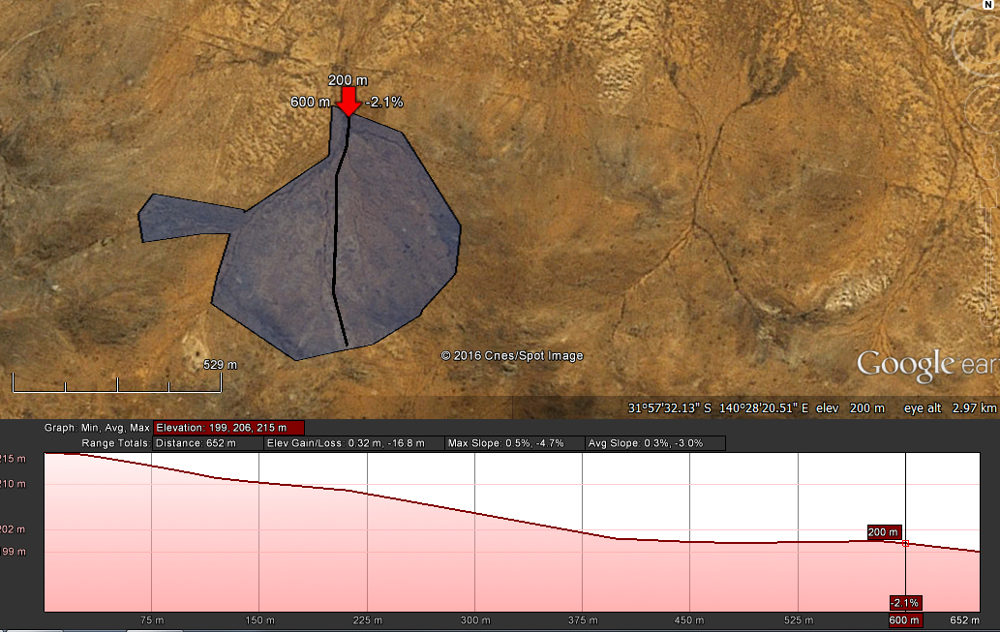 N
200 m
600 m -2.1%
529 m
© 2016 Cnes/Spot Image
Google ear
31°57'32.13" S 140°28'20.51" E elev 200 m eye alt 2.97 km
Graph: Min, Avg, Max Elevation: 199, 206, 215 m
Range Totals: Distance: 652 m Elev Gain/Loss: 0.32 m, -16.8 m Max Slope: 0.5%, -4.7% Avg Slope: 0.3%, -3.0%
215 m
210 m
202 m
200 m
99 m
-2.1%
75 m 150 m 225 m 300 m 375 m 450 m 525 m 600 m 652 m